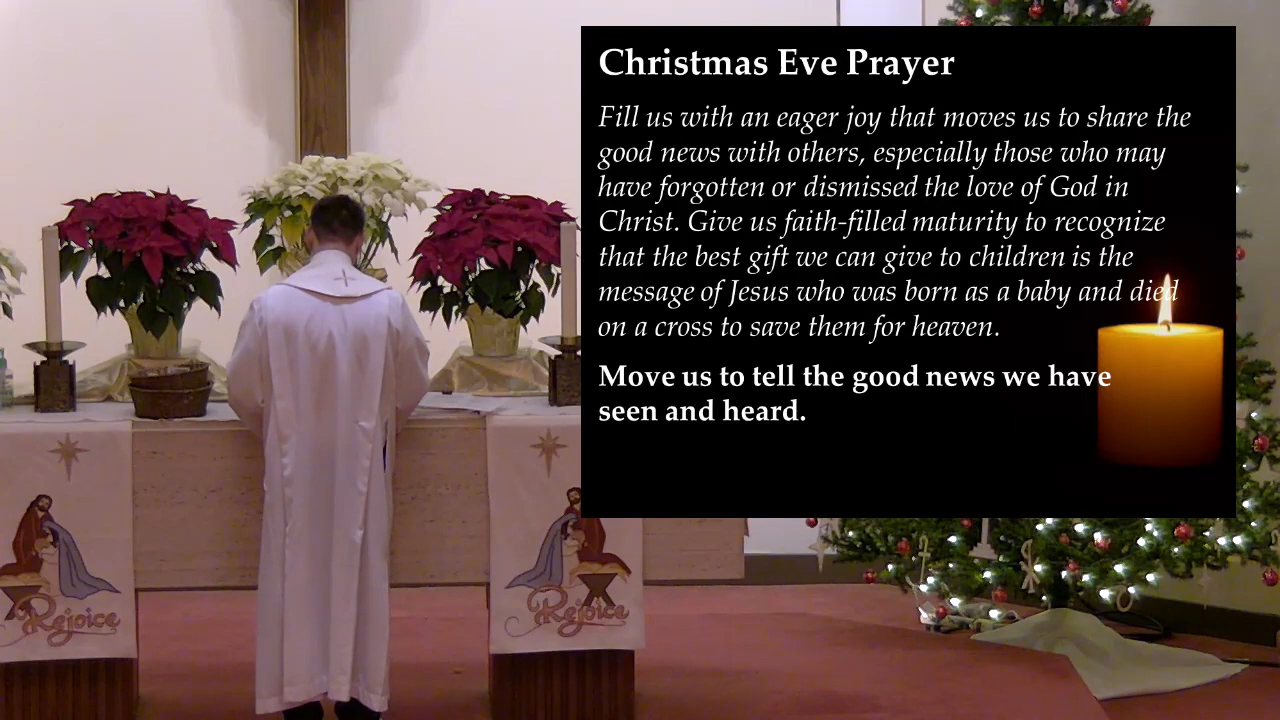 Christmas Eve Prayer
Fill us with an eager joy that moves us to share the
good news with others, especially those who may
have forgotten or dismissed the love of God in
Christ. Give us faith-filled maturity to recognize
that the best gift we can give to children is the
message of Jesus who was born as a baby and died
on a cross to save them for heaven.
Move us to tell the good news we have
seen and heard.
Rejoice
Rejoice